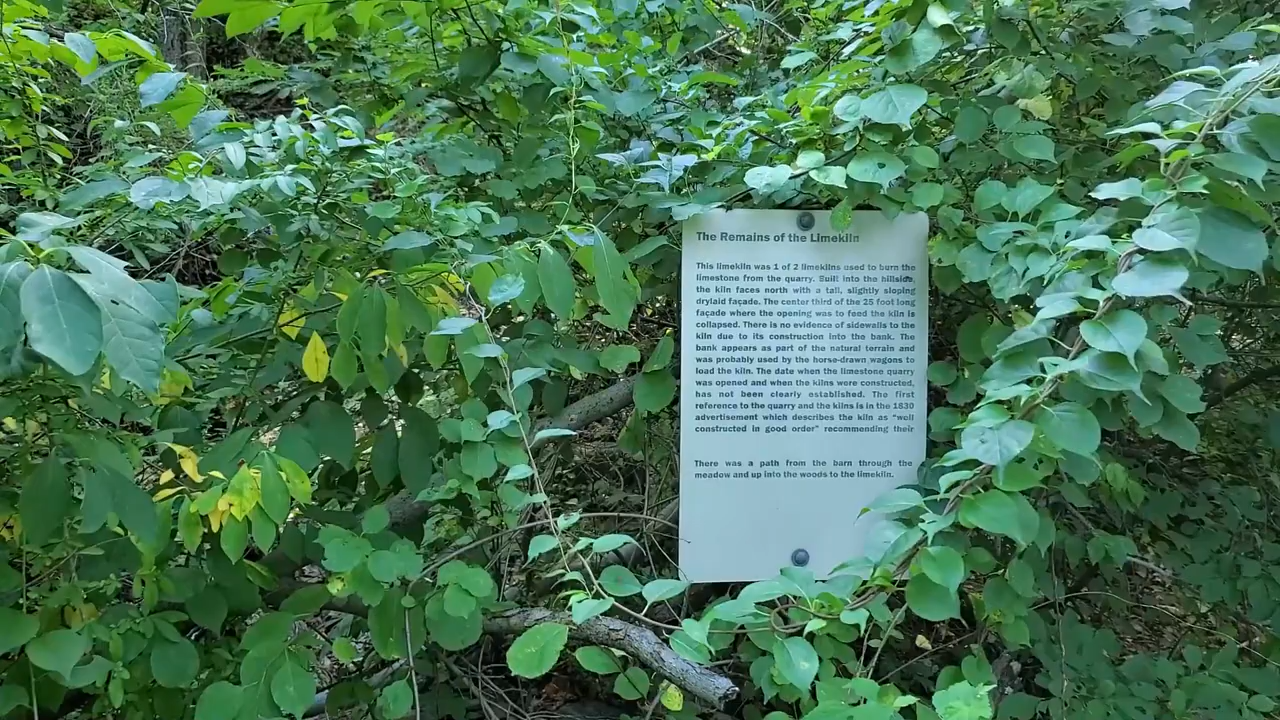 The Remains of the Limekiln
This limekiln was 1 of 2 limekilns used to burn the
limestone from the quarry. Built into the hillside,
the kiln faces north with a tall, slightly sloping
drylaid façade. The center third of the 25 foot long
façade where the opening was to feed the kiln is
collapsed. There is no evidence of sidewalls to the
kiln due to its construction into the bank. The
bank appears as part of the natural terrain and
was probably used by the horse-drawn wagons to
load the kiln. The date when the limestone quarry
was opened and when the kilns were constructed,
has not been clearly established. The first
reference to the quarry and the kilns is in the 1830
advertisement which describes the kiln as “well
constructed in good order” recommending their
There was a path from the barn through the
meadow and up into the woods to the limekiln.